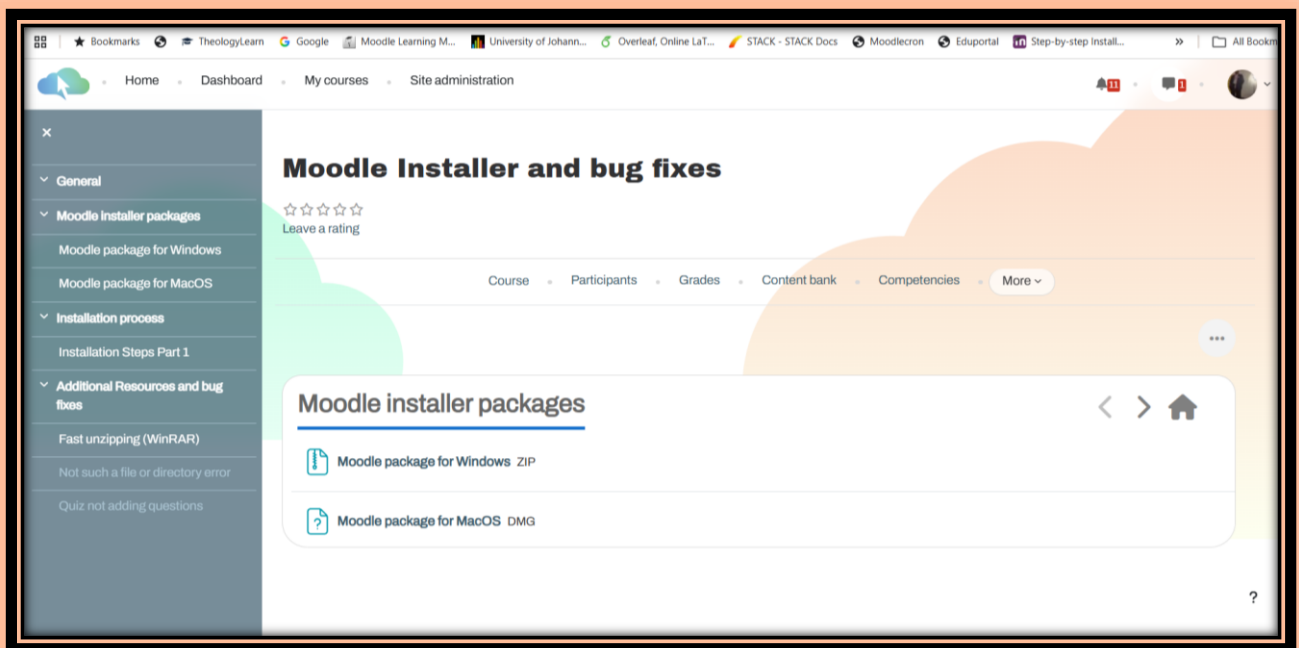 Bookmarks TheologyLearn Google Moodle Learning M... University of Johann... Overleaf, Online LaT... STACK - STACK Docs Moodlecron Eduportal Step-by-step Install... » All Bookm
Home Dashboard My courses Site administration 11 1
General
Moodle installer packages
Moodle package for Windows
Moodle package for MacOS
Installation process
Installation Steps Part 1
Additional Resources and bug
fixes
Fast unzipping (WinRAR)
Not such a file or directory error
Quiz not adding questions
Moodle Installer and bug fixes
Leave a rating
Course Participants Grades Content bank Competencies More
Moodle installer packages
Moodle package for Windows ZIP
Moodle package for MacOS DMG
?